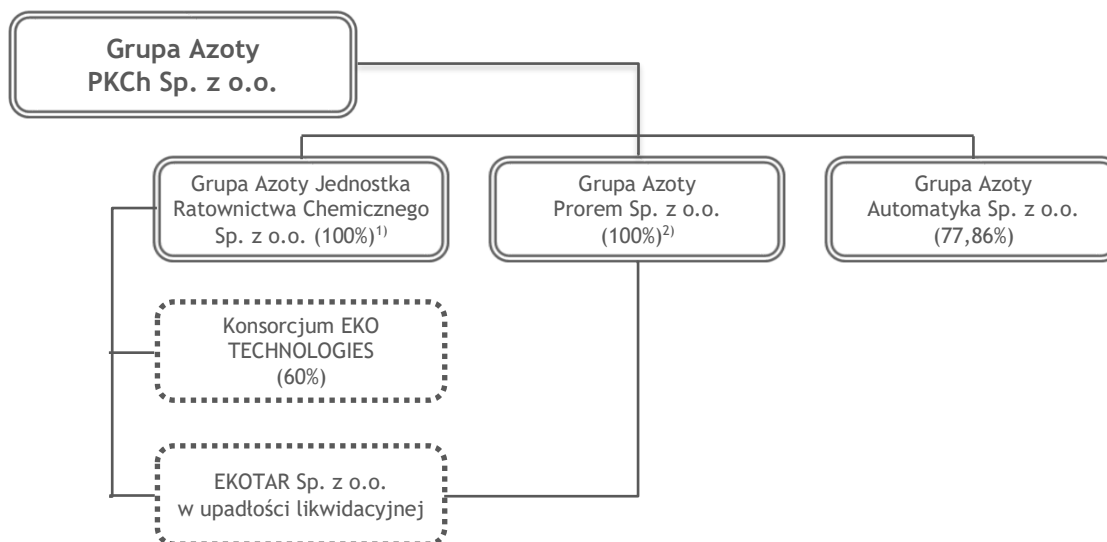 Grupa Azoty
PKCh Sp. z o.o.
Grupa Azoty Jednostka
Ratownictwa Chemicznego
Sp. z o.o. (100%)1)
Grupa Azoty
Prorem Sp. z o.o.
(100%)2)
Grupa Azoty
Automatyka Sp. z o.o.
(77,86%)
Konsorcjum EKO
TECHNOLOGIES
(60%)
EKOTAR Sp. z o.o.
w upadłości likwidacyjnej